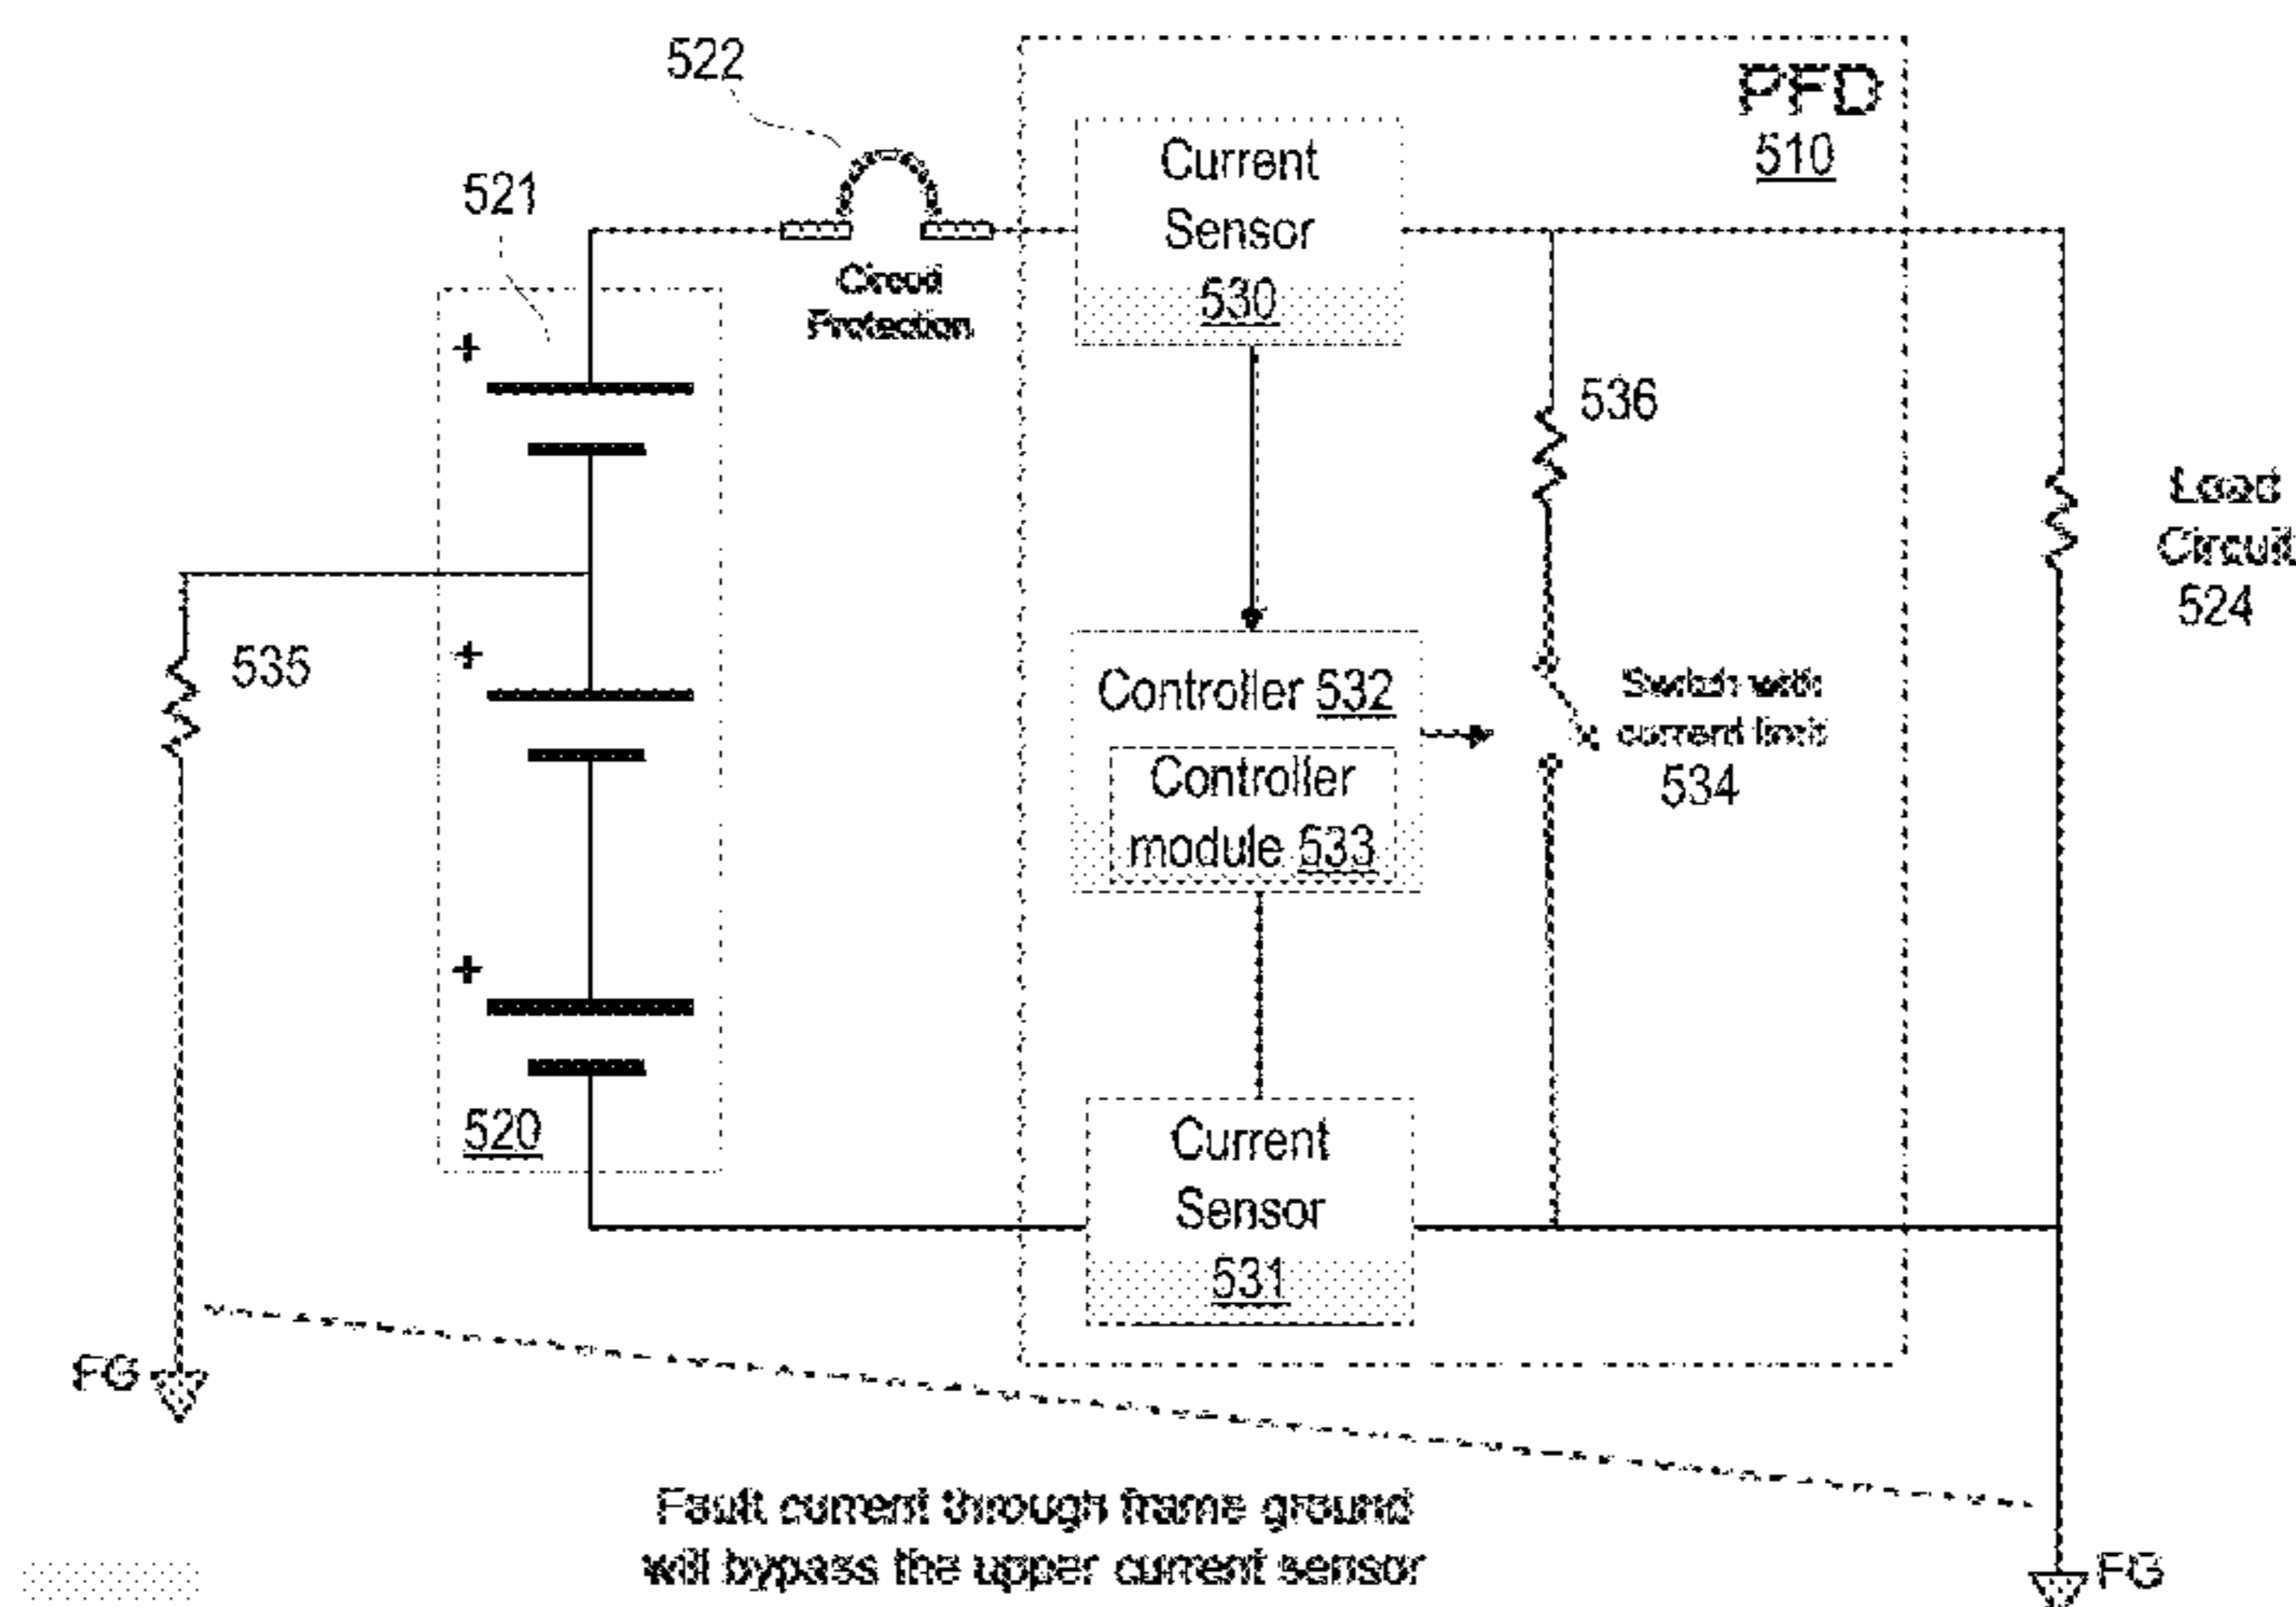 522
PFD
510
Current
Sensor
530
521
Circuit
Protection
+
536
Load
Circuit
524
535
+
Controller 532
Controller
module 533
Switch with
current limit
534
+
520
Current
Sensor
531
FG
Fault current through frame ground
will bypass the upper current sensor
FG